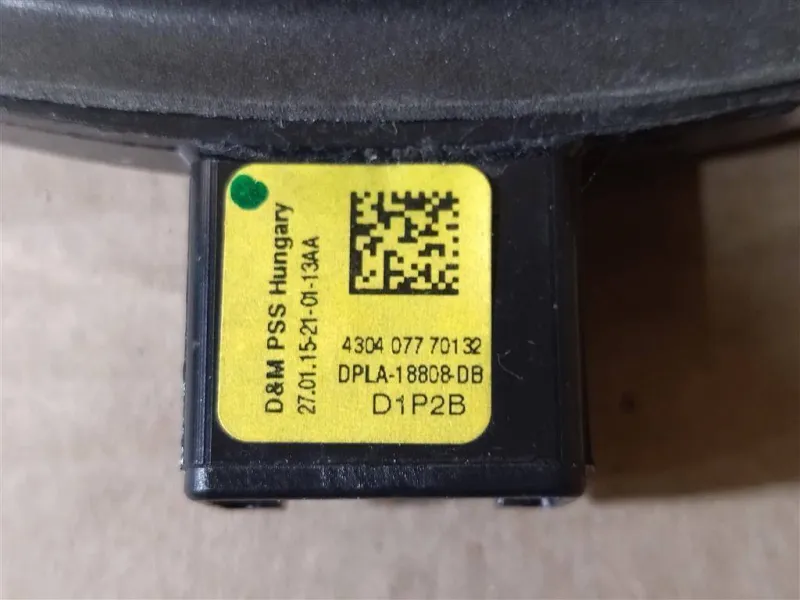 D&M PSS Hungary
27.01.15-21-01-13AA
4304 077 70132
DPLA-18808-DB
D1P2B